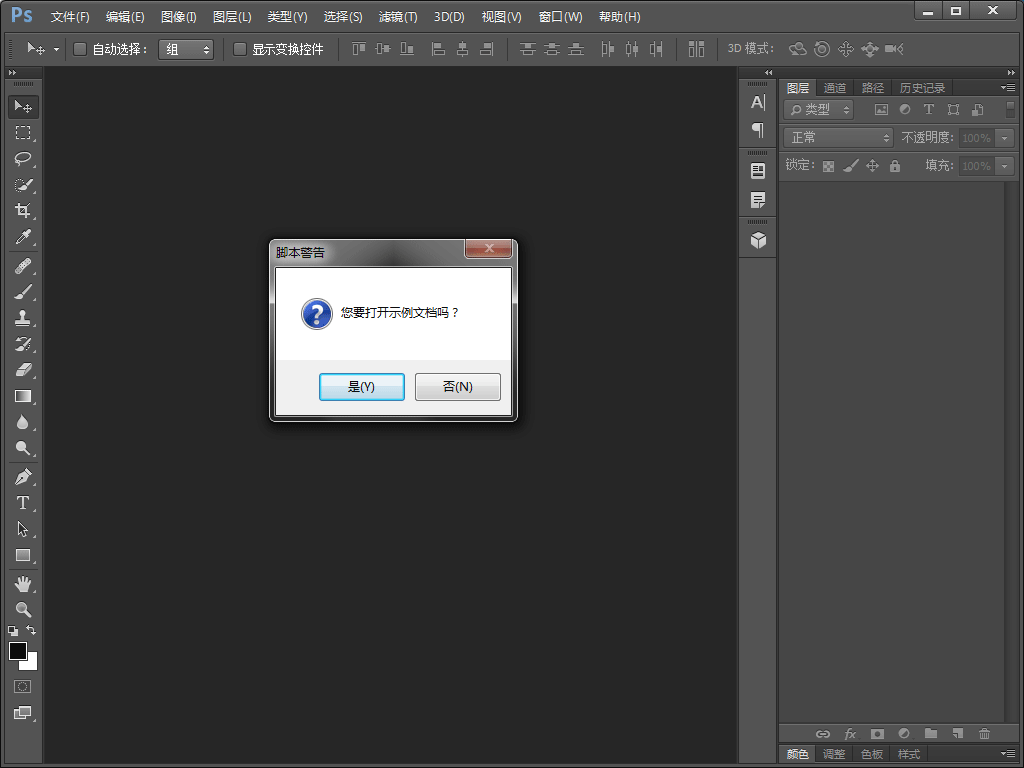 Ps 文件(F) 编辑(E) 图像(I) 图层(L) 类型(Y) 选择(S) 滤镜(T) 3D(D) 视图(V) 窗口(W) 帮助(H)
自动选择： 组 显示变换控件 3D 模式：
图层 通道 路径 历史记录
类型
正常 不透明度: 100%
锁定: 填充: 100%
脚本警告
您要打开示例文档吗？
是(Y) 否(N)
颜色 调整 色板 样式